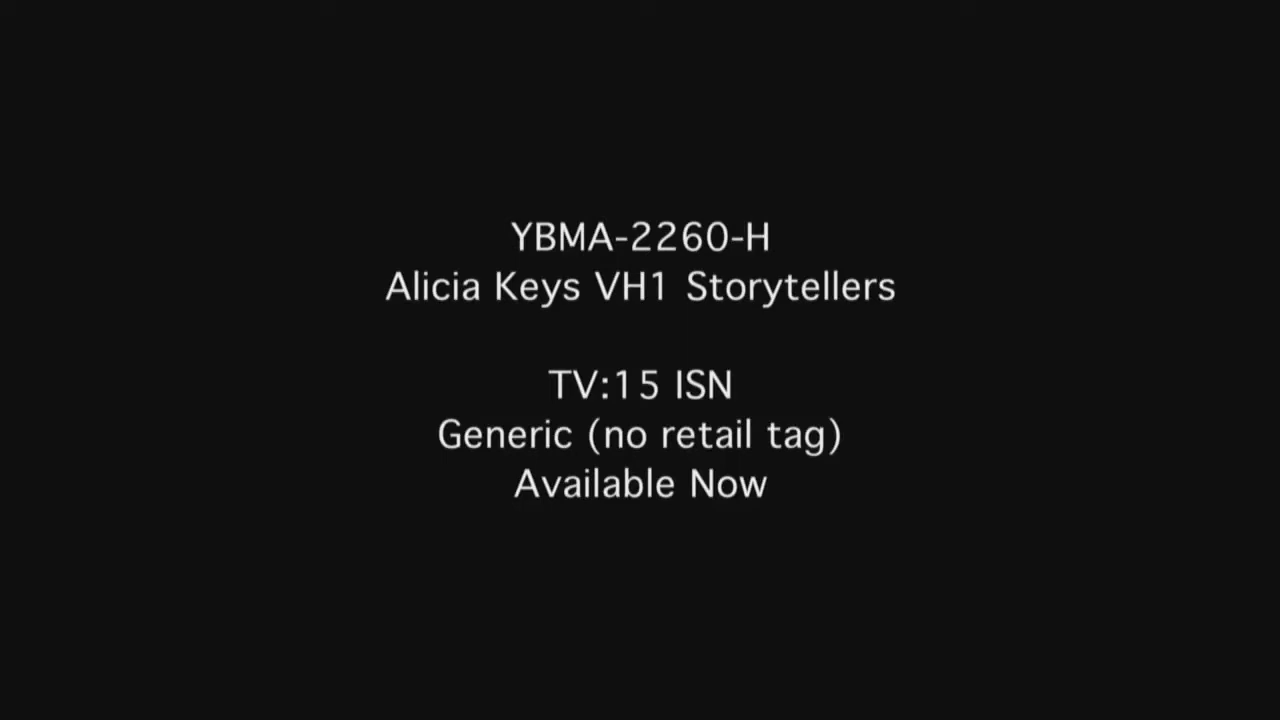 YBMA-2260-H
Alicia Keys VH1 Storytellers
TV:15 ISN
Generic (no retail tag)
Available Now